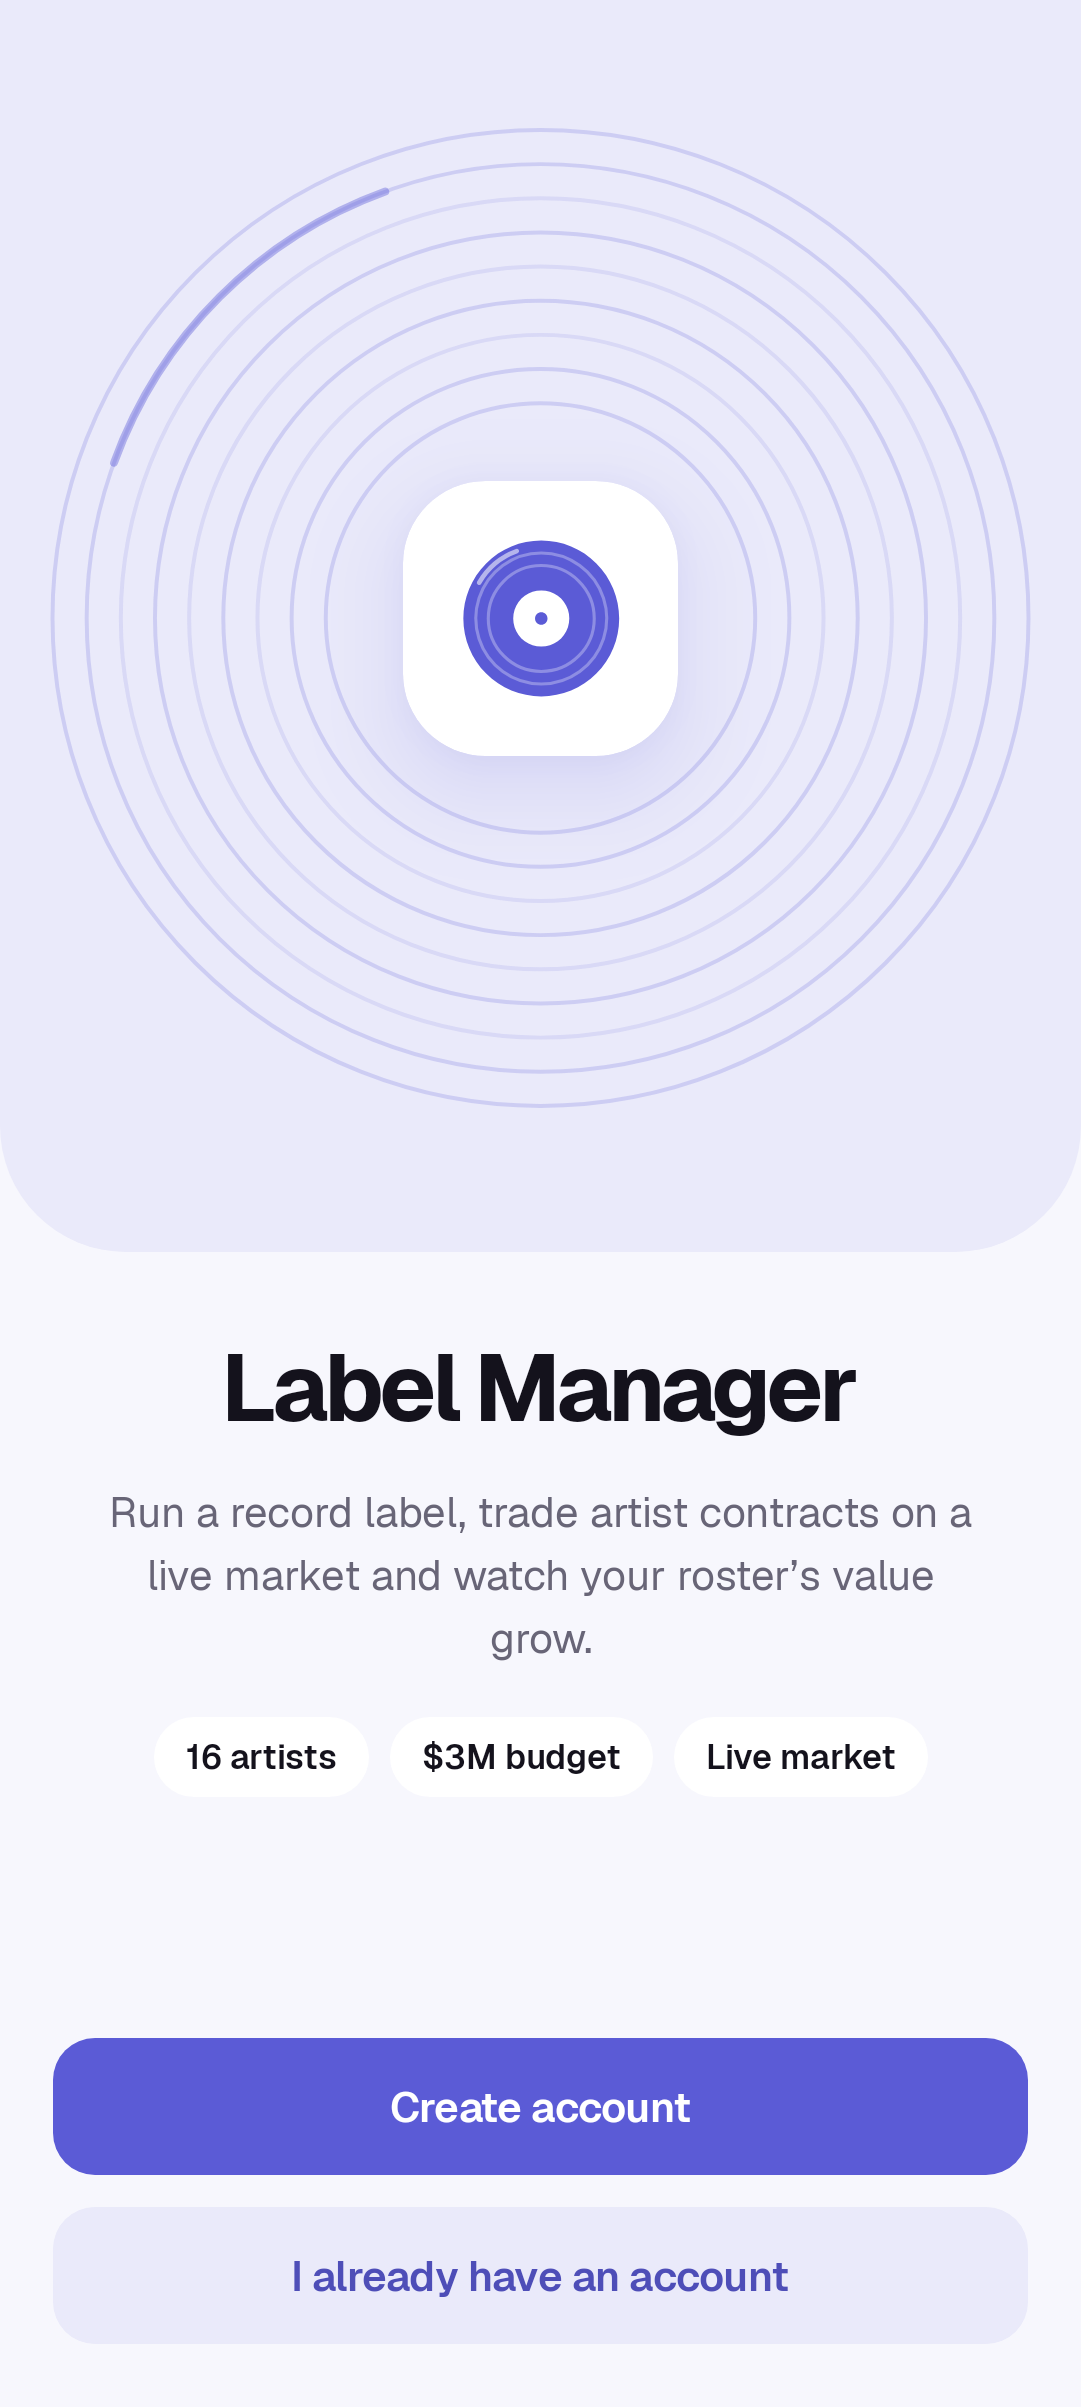 Label Manager
Run a record label, trade artist contracts on a
live market and watch your roster’s value
grow.
16 artists
$3M budget
Live market
Create account
I already have an account